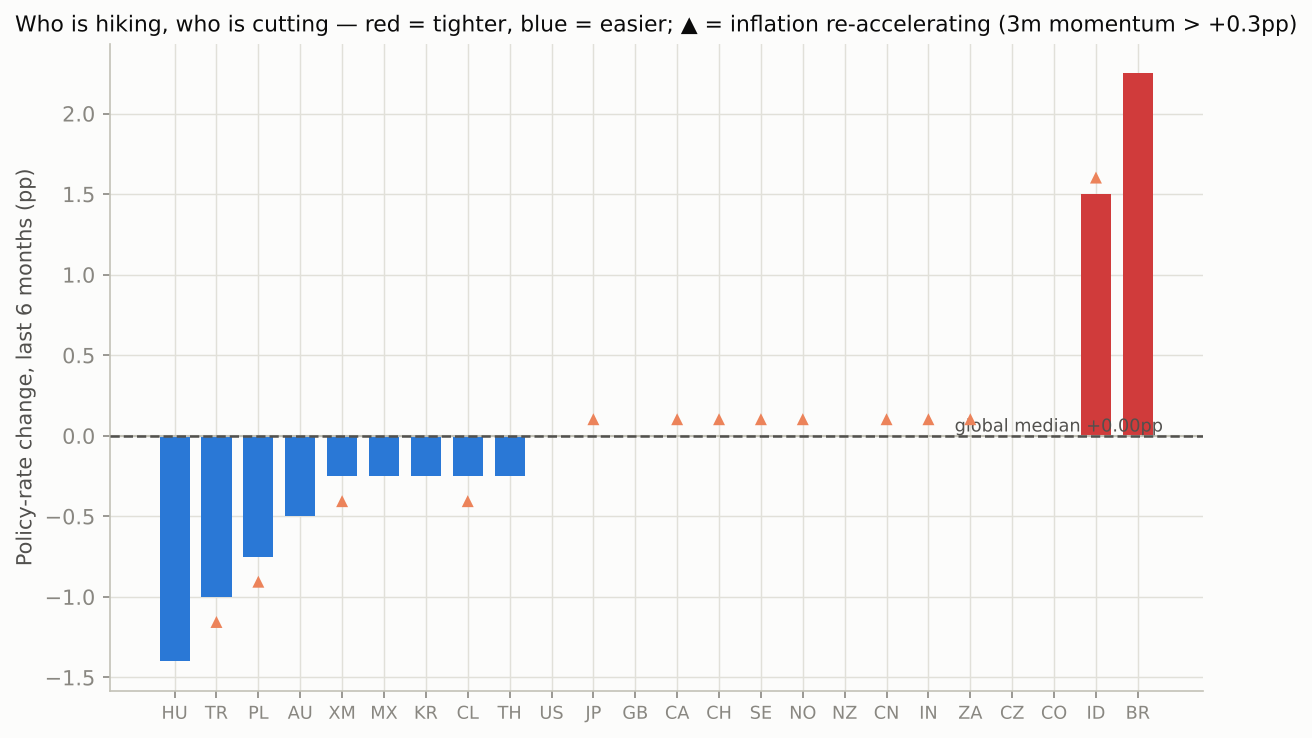 Who is hiking, who is cutting — red = tighter, blue = easier; ▲ = inflation re-accelerating (3m momentum > +0.3pp)
Policy-rate change, last 6 months (pp)
2.0
1.5
1.0
0.5
0.0
−0.5
−1.0
−1.5
global median +0.00pp
HU TR PL AU XM MX KR CL TH US JP GB CA CH SE NO NZ CN IN ZA CZ CO ID BR